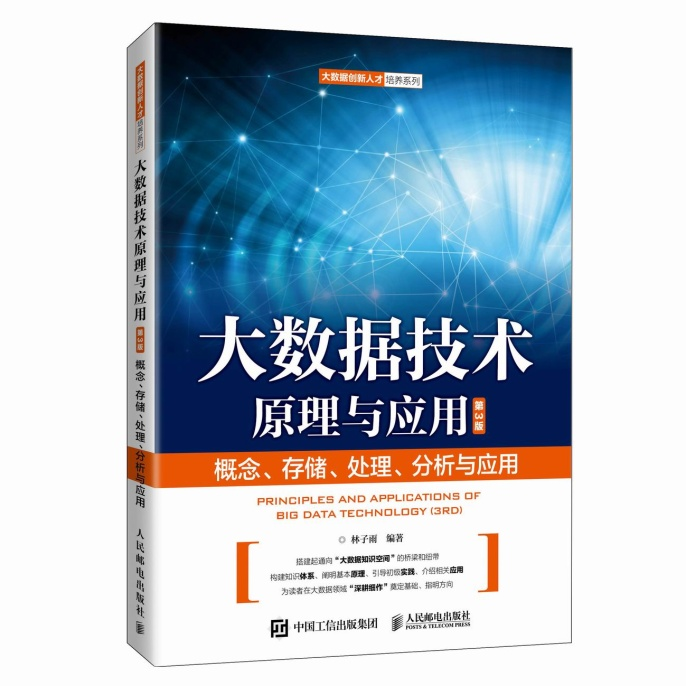 大数据创新人才 培养系列
大数据技术
原理与应用 第3版
概念、存储、处理、分析与应用
PRINCIPLES AND APPLICATIONS OF
BIG DATA TECHNOLOGY (3RD)
◎ 林子雨 编著
搭建起通向“大数据知识空间”的桥梁和纽带
构建知识体系、阐明基本原理、引导初级实践、介绍相关应用
为读者在大数据领域“深耕细作”奠定基础、指明方向
中国工信出版集团
人民邮电出版社
POSTS & TELECOM PRESS
大数据创新人才 培养系列
大数据技术原理与应用 第3版 概念、存储、处理、分析与应用
人民邮电出版社